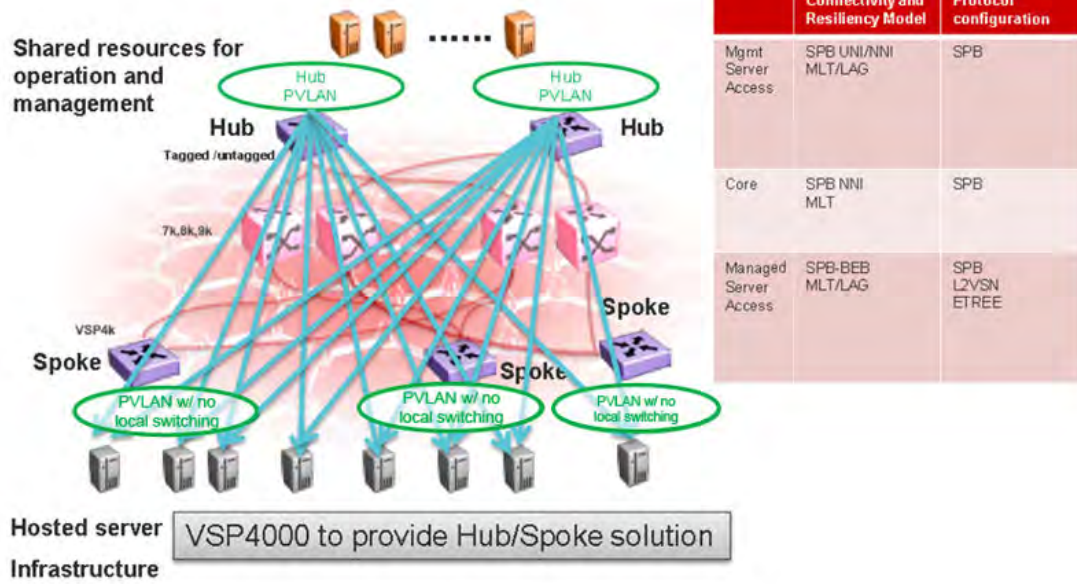 Shared resources for
operation and
management
Hub
PVLAN
Hub
PVLAN
Hub
Hub
Tagged /untagged
7k,8k,9k
VSP4k
Spoke
Spoke
Spoke
PVLAN w/ no
local switching
PVLAN w/ no
local switching
PVLAN w/ no
local switching
Hosted server
Infrastructure
VSP4000 to provide Hub/Spoke solution
Connectivity and
Resiliency Model
Protocol
configuration
Mgmt
Server
Access
SPB UNI/NNI
MLT/LAG
SPB
Core
SPB NNI
MLT
SPB
Managed
Server
Access
SPB-BEB
MLT/LAG
SPB
L2VSN
ETREE